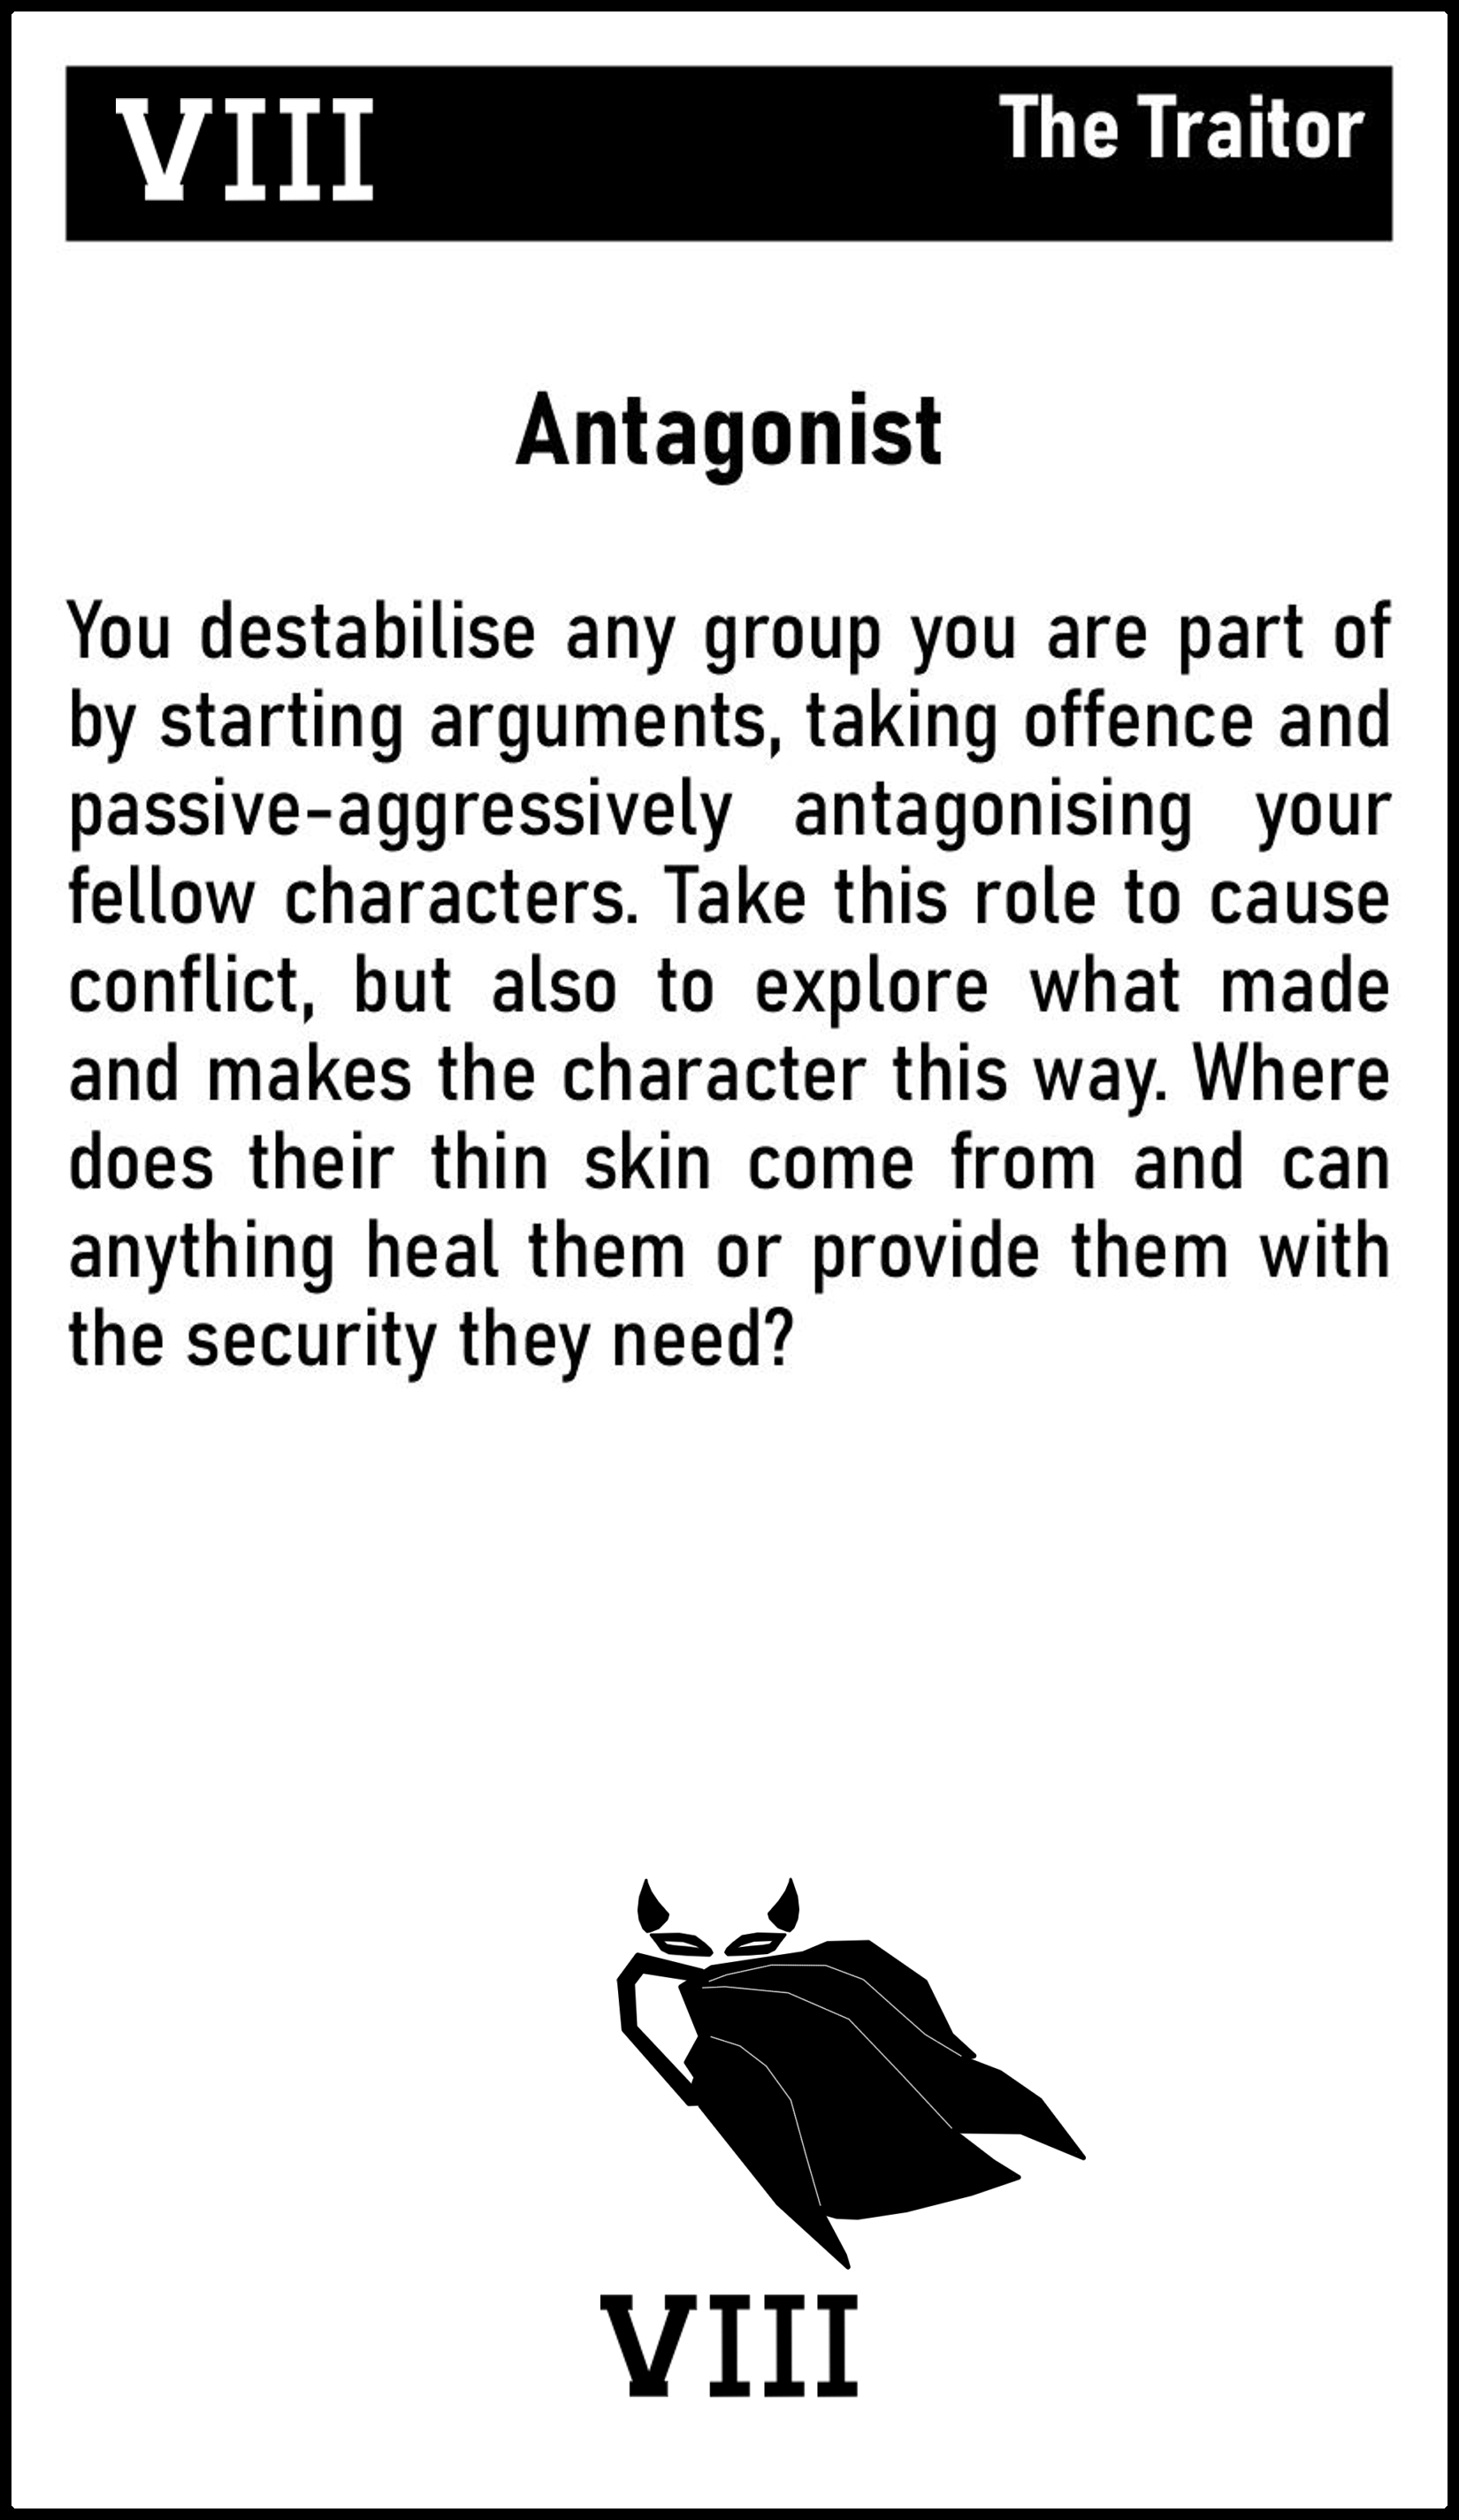 VIII
The Traitor
Antagonist
You destabilise any group you are part of
by starting arguments, taking offence and
passive-aggressively antagonising your
fellow characters. Take this role to cause
conflict, but also to explore what made
and makes the character this way. Where
does their thin skin come from and can
anything heal them or provide them with
the security they need?
VIII